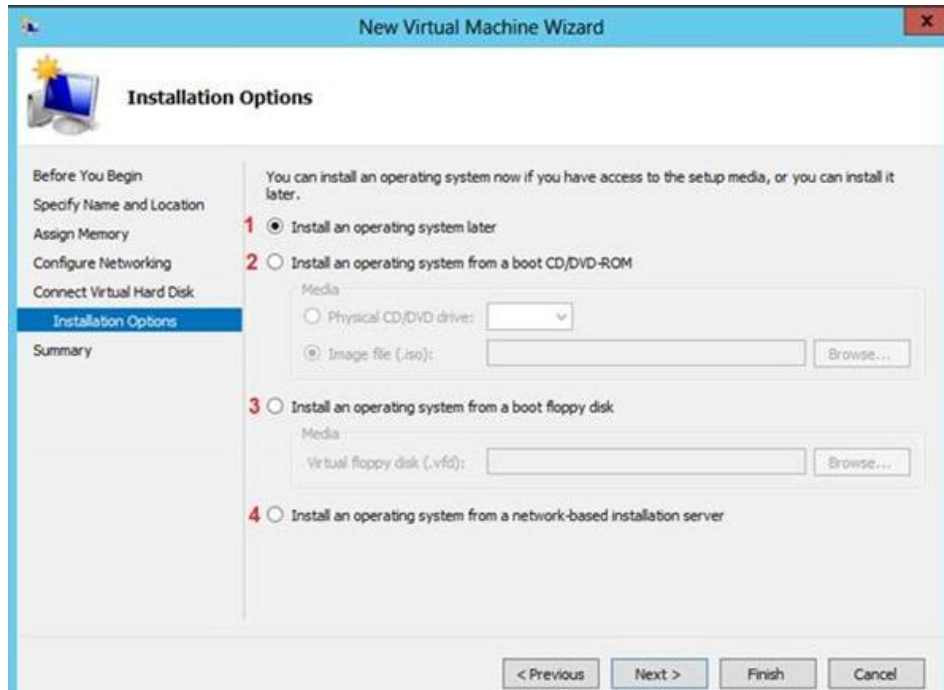 New Virtual Machine Wizard
x
Installation Options
Before You Begin
Specify Name and Location
Assign Memory
Configure Networking
Connect Virtual Hard Disk
Installation Options
Summary
You can install an operating system now if you have access to the setup media, or you can install it
later.
1 Install an operating system later
2 Install an operating system from a boot CD/DVD-ROM
Media
Physical CD/DVD drive:
Image file (.iso):
Browse...
3 Install an operating system from a boot floppy disk
Media
Virtual floppy disk (.vfd):
Browse...
4 Install an operating system from a network-based installation server
< Previous
Next >
Finish
Cancel